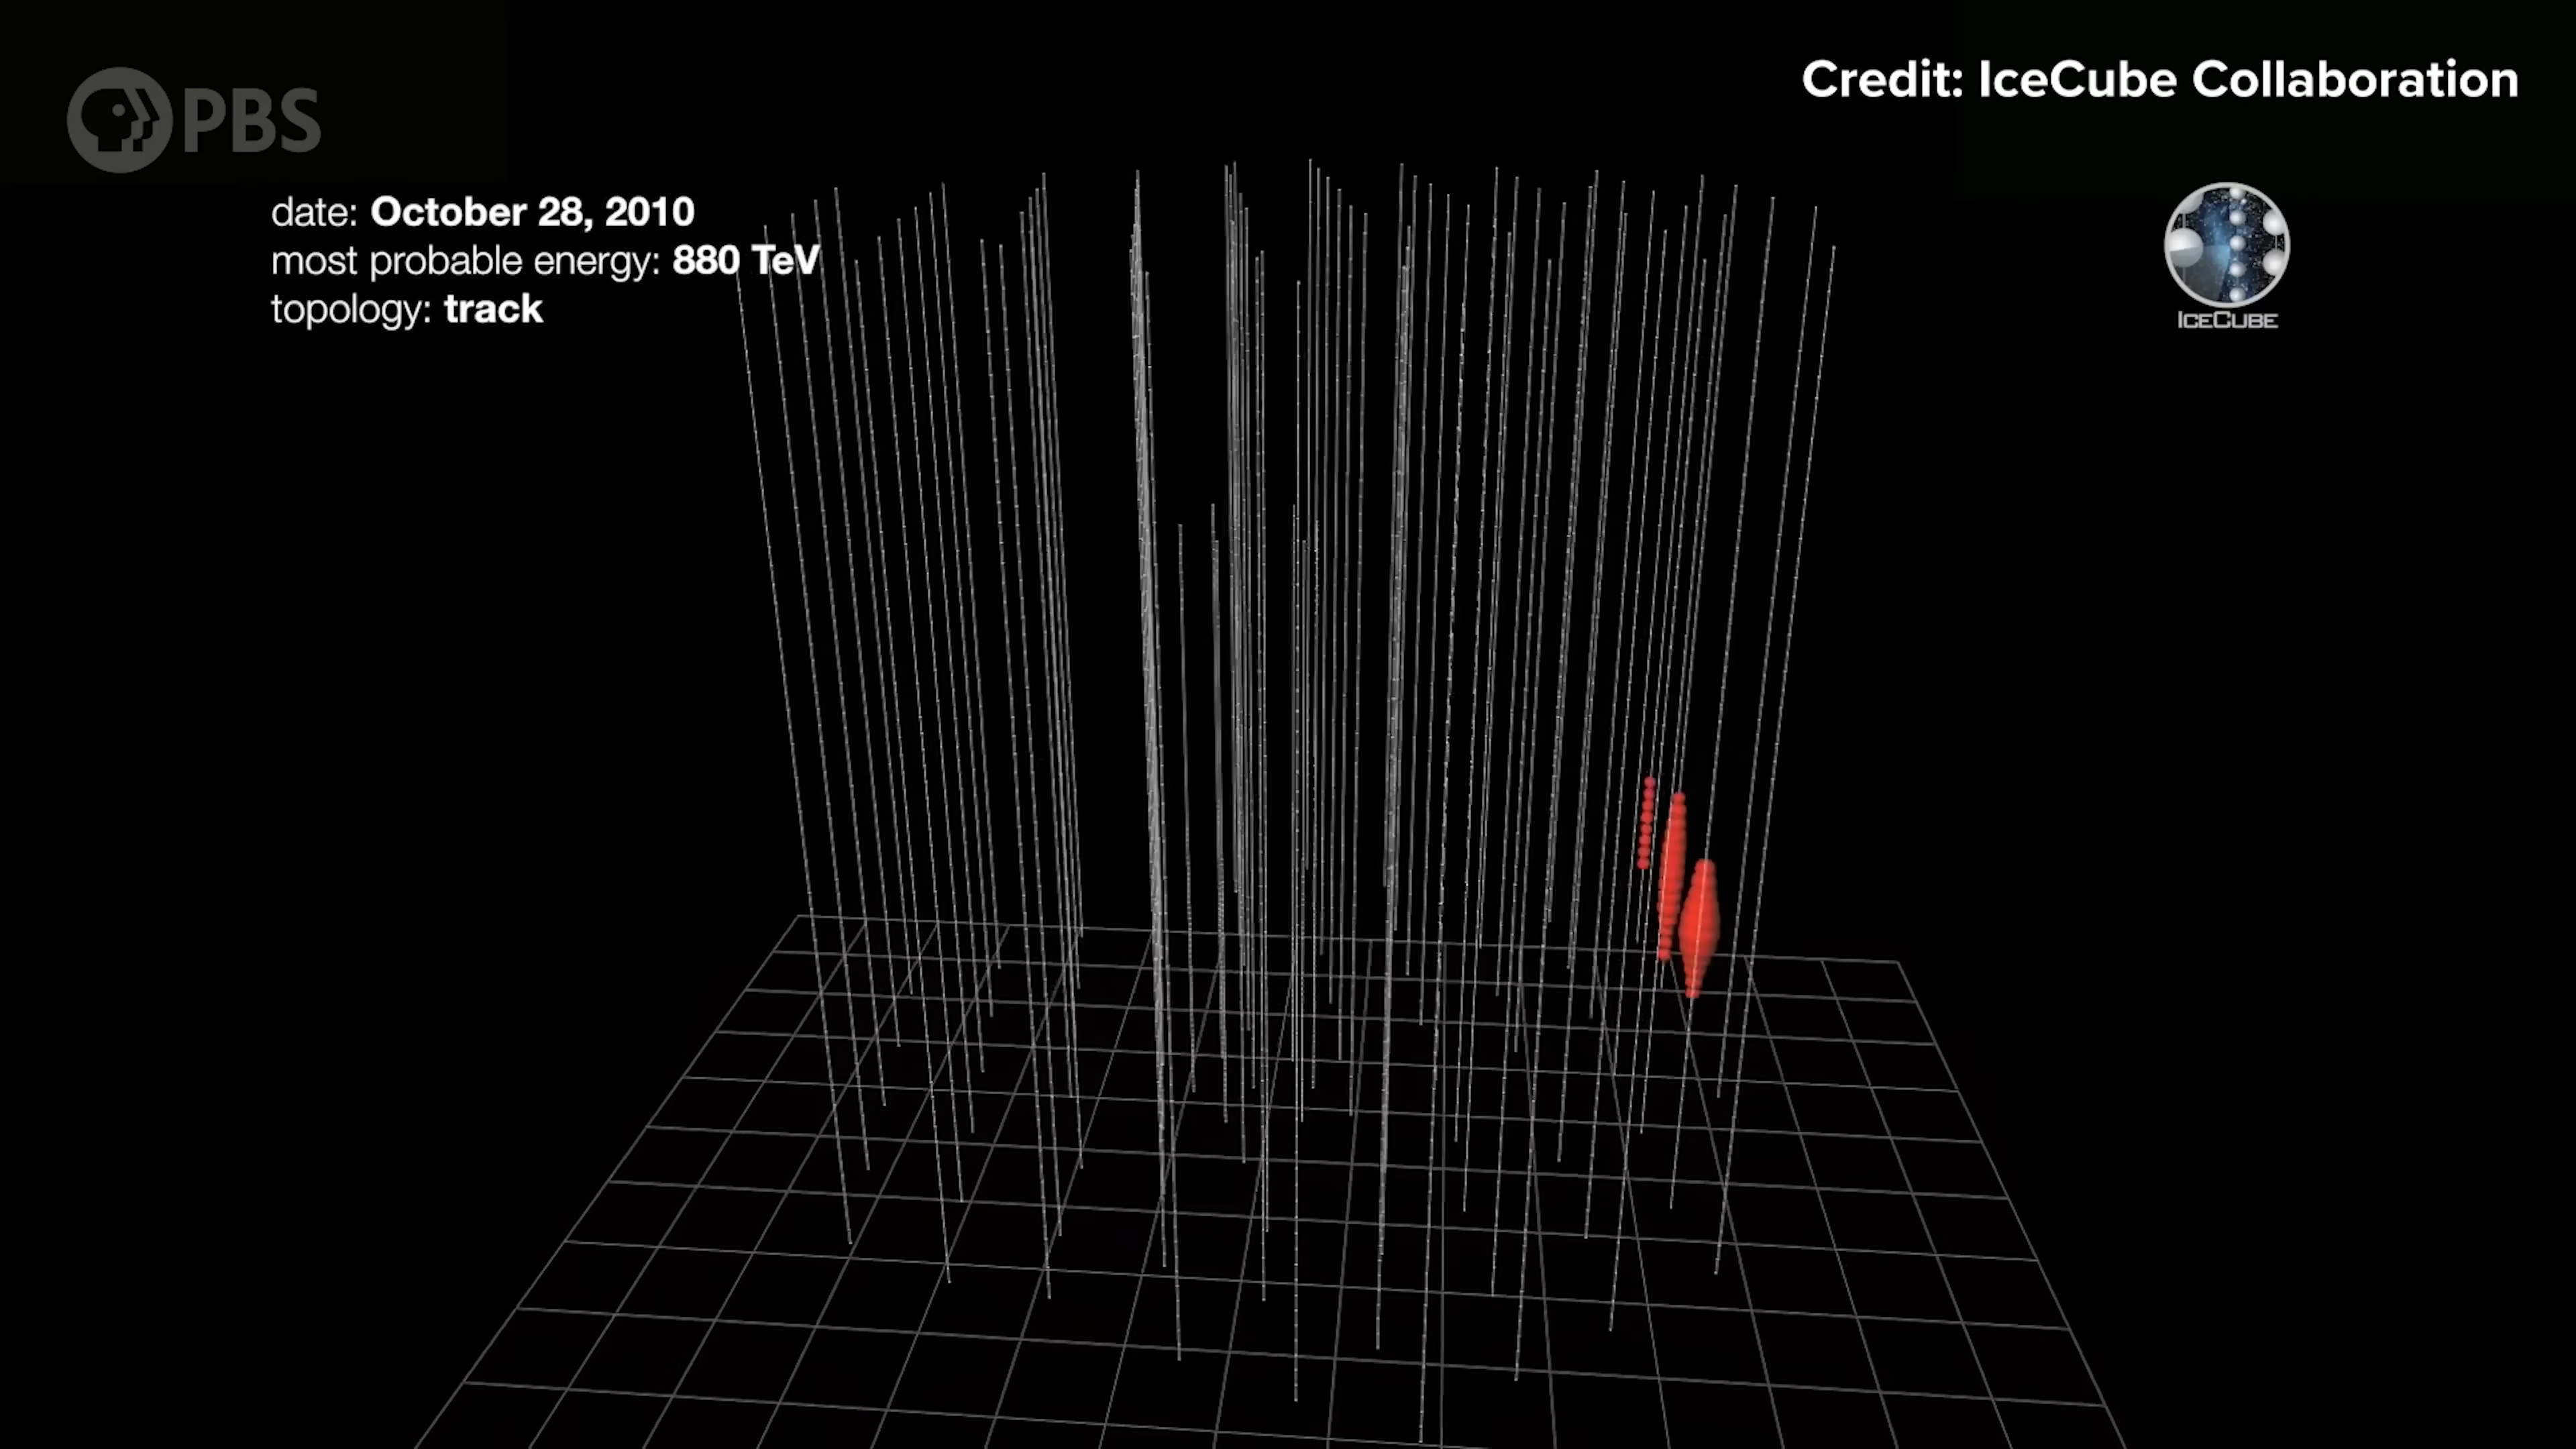 PBS
Credit: IceCube Collaboration
date: October 28, 2010
most probable energy: 880 TeV
topology: track
ICECUBE